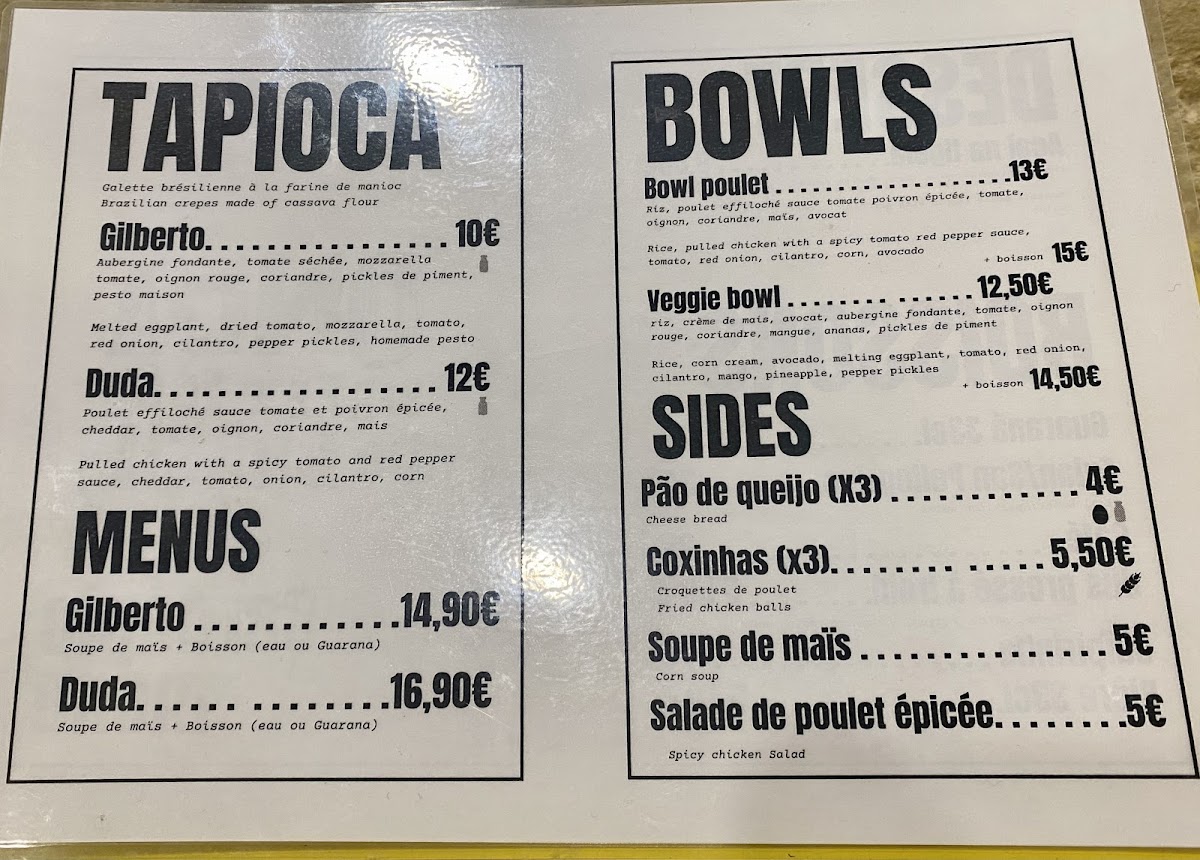 TAPIOCA
Galette brésilienne à la farine de manioc
Brazilian crepes made of cassava flour
Gilberto................. 10€
Aubergine fondante, tomate séchée, mozzarella
tomate, oignon rouge, coriandre, pickles de piment,
pesto maison
Melted eggplant, dried tomato, mozzarella, tomato,
red onion, cilantro, pepper pickles, homemade pesto
Duda.................... 12€
Poulet effiloché sauce tomate et poivron épicée,
cheddar, tomate, oignon, coriandre, mais
Pulled chicken with a spicy tomato and red pepper
sauce, cheddar, tomato, onion, cilantro, corn
MENUS
Gilberto .............14,90€
Soupe de maïs + Boisson (eau ou Guarana)
Duda...... .........16,90€
Soupe de maïs + Boisson (eau ou Guarana)
BOWLS
Bowl poulet ....................13€
Riz, poulet effiloché sauce tomate poivron épicée, tomate,
oignon, coriandre, maïs, avocat
Rice, pulled chicken with a spicy tomato red pepper sauce,
tomato, red onion, cilantro, corn, avocado
+ boisson 15€
Veggie bowl ........ ...... 12,50€
riz, crème de maïs, avocat, aubergine fondante, tomate, oignon
rouge, coriandre, mangue, ananas, pickles de piment
Rice, corn cream, avocado, melting eggplant, tomato, red onion,
cilantro, mango, pineapple, pepper pickles
+ boisson 14,50€
SIDES
Pão de queijo (X3) ............ 4€
Cheese bread
Coxinhas (x3)........ ..... 5,50€
Croquettes de poulet
Fried chicken balls
Soupe de maïs ................ 5€
Corn soup
Salade de poulet épicée........5€
Spicy chicken Salad